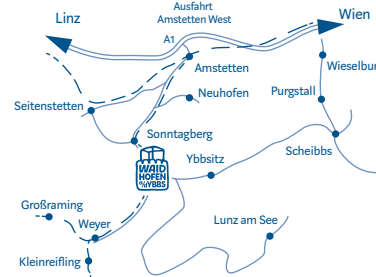 Ausfahrt
Linz
Amstetten West
Wien
A1
Amstetten
Wieselbur
Neuhofen
Purgstall
Seitenstetten
Sonntagberg
Scheibbs
WAID
HOFEN
%YBBS
Ybbsitz
Großraming
Weyer
Lunz am See
Kleinreifling